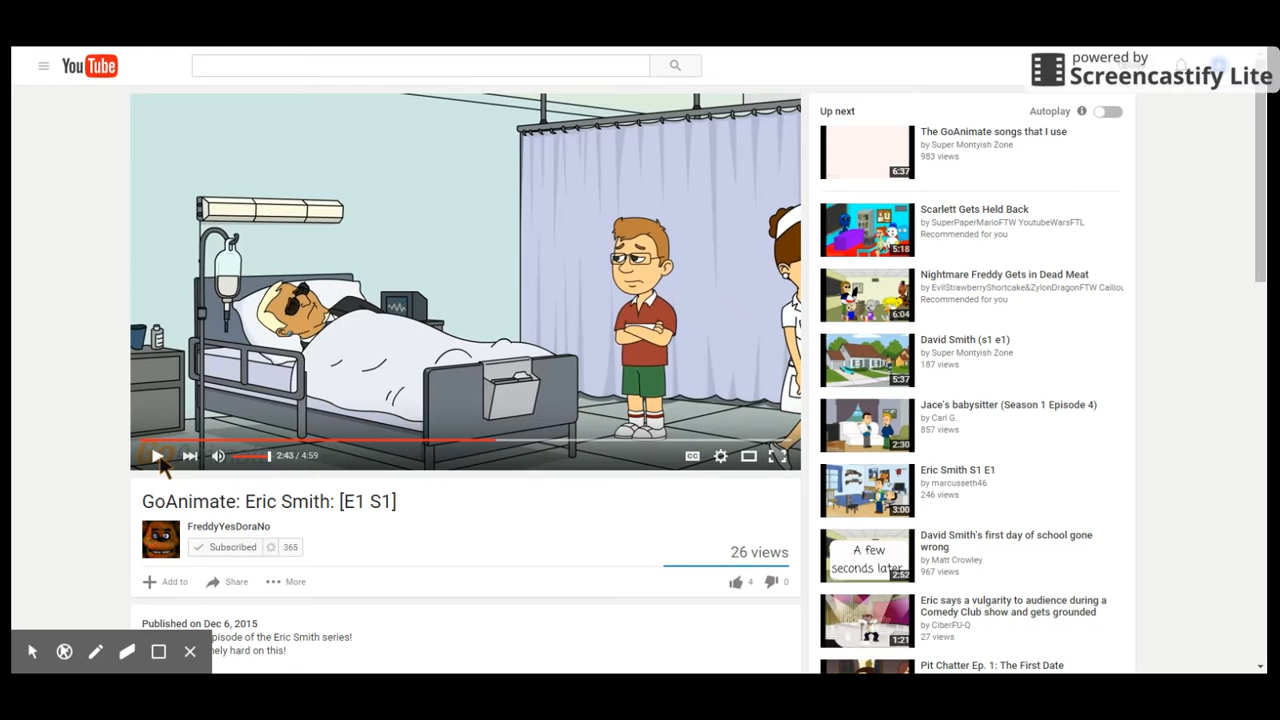 YouTube
powered by
Screencastify Lite
2:43 / 4:59
CC
GoAnimate: Eric Smith: [E1 S1]
FreddyYesDoraNo
Subscribed 365
26 views
Add to Share More 4 0
Published on Dec 6, 2015
episode of the Eric Smith series!
hard on this!
Up next Autoplay
The GoAnimate songs that I use
by Super Montyish Zone
983 views
6:37
Scarlett Gets Held Back
by SuperPaperMarioFTW YoutubeWarsFTL
Recommended for you
5:18
Nightmare Freddy Gets in Dead Meat
by EvilStrawberryShortcake&ZylonDragonFTW Caillou
Recommended for you
6:04
David Smith (s1 e1)
by Super Montyish Zone
187 views
5:37
Jace's babysitter (Season 1 Episode 4)
by Carl G.
857 views
2:30
Eric Smith S1 E1
by marcusseth46
246 views
3:00
David Smith's first day of school gone
wrong
by Matt Crowley
967 views
A few
seconds later
2:52
Eric says a vulgarity to audience during a
Comedy Club show and gets grounded
by CiberFU-Q
27 views
1:21
Pit Chatter Ep. 1: The First Date